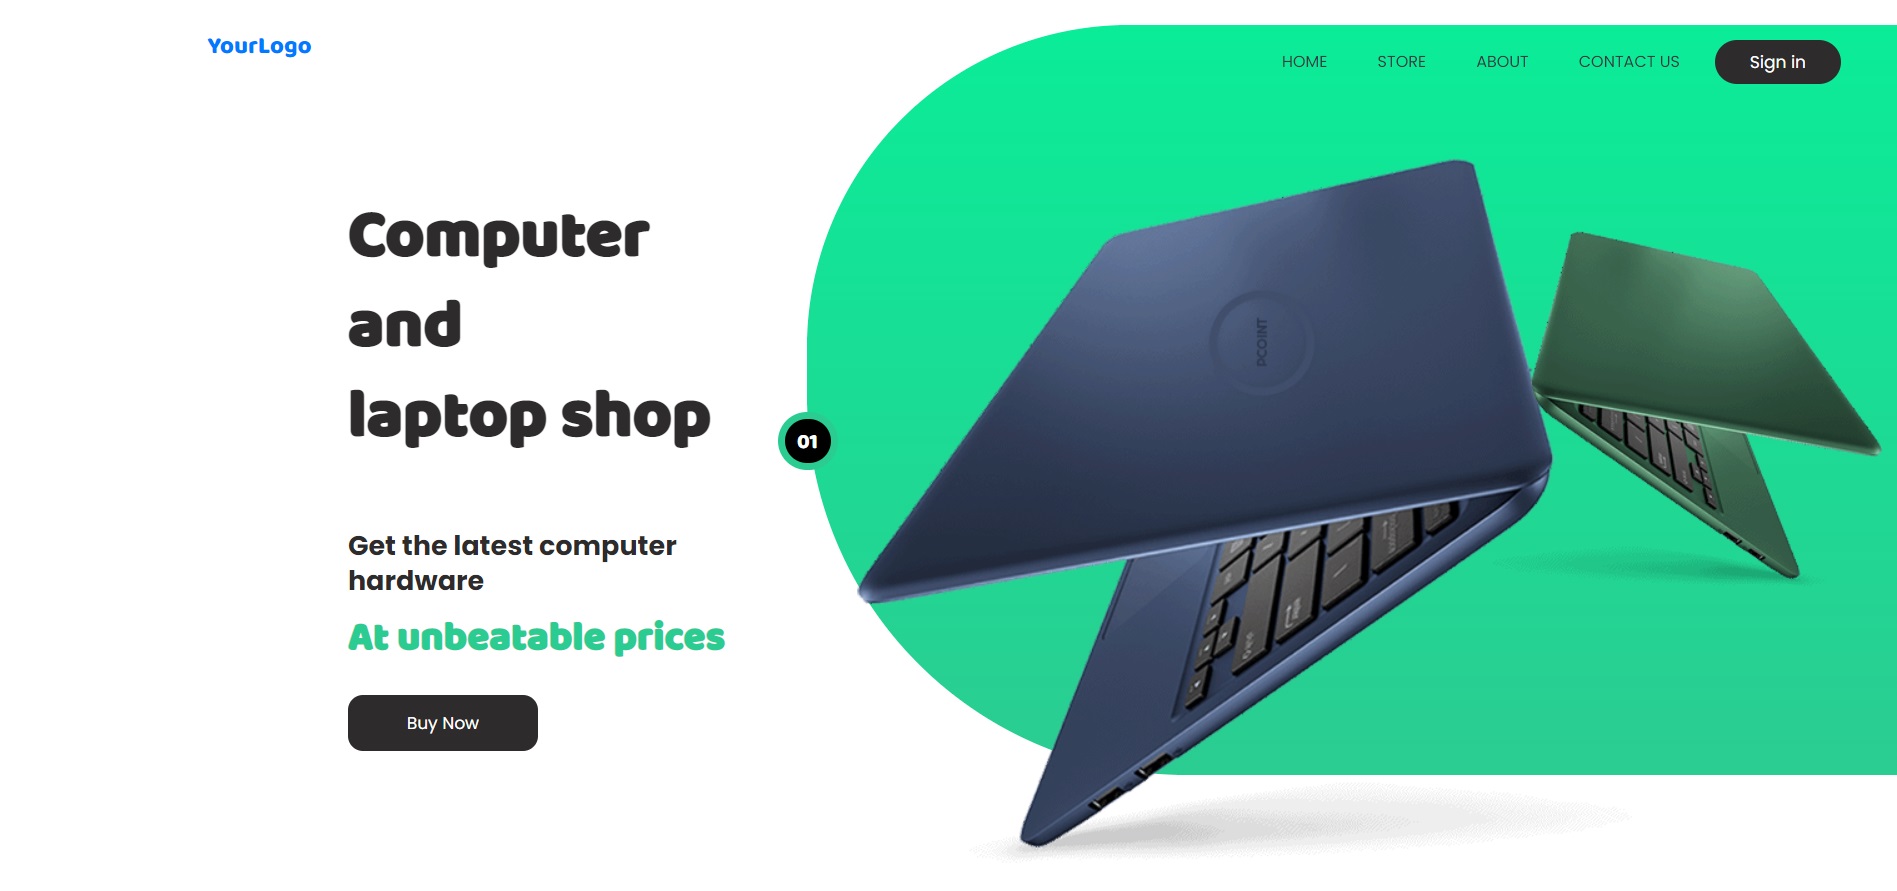 YourLogo
HOME STORE ABOUT CONTACT US Sign in
Computer
and
laptop shop
01
PCOINT
Get the latest computer
hardware
At unbeatable prices
Buy Now